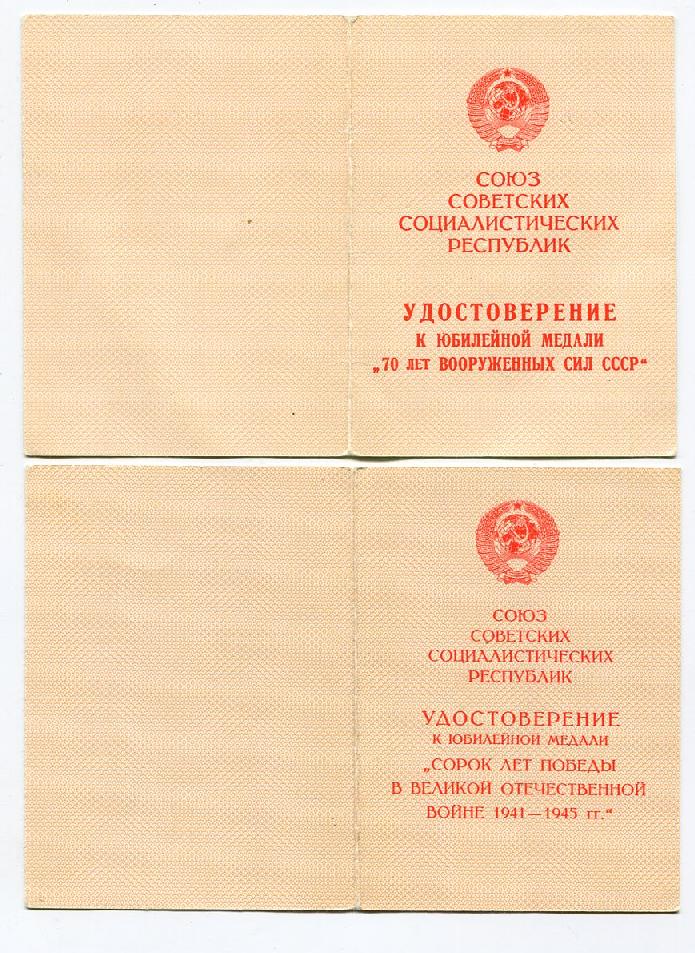 СОЮЗ
СОВЕТСКИХ
СОЦИАЛИСТИЧЕСКИХ
РЕСПУБЛИК
УДОСТОВЕРЕНИЕ
К ЮБИЛЕЙНОЙ МЕДАЛИ
„70 ЛЕТ ВООРУЖЕННЫХ СИЛ СССР“
СОЮЗ
СОВЕТСКИХ
СОЦИАЛИСТИЧЕСКИХ
РЕСПУБЛИК
УДОСТОВЕРЕНИЕ
К ЮБИЛЕЙНОЙ МЕДАЛИ
„СОРОК ЛЕТ ПОБЕДЫ
В ВЕЛИКОЙ ОТЕЧЕСТВЕННОЙ
ВОЙНЕ 1941—1945 гг.“